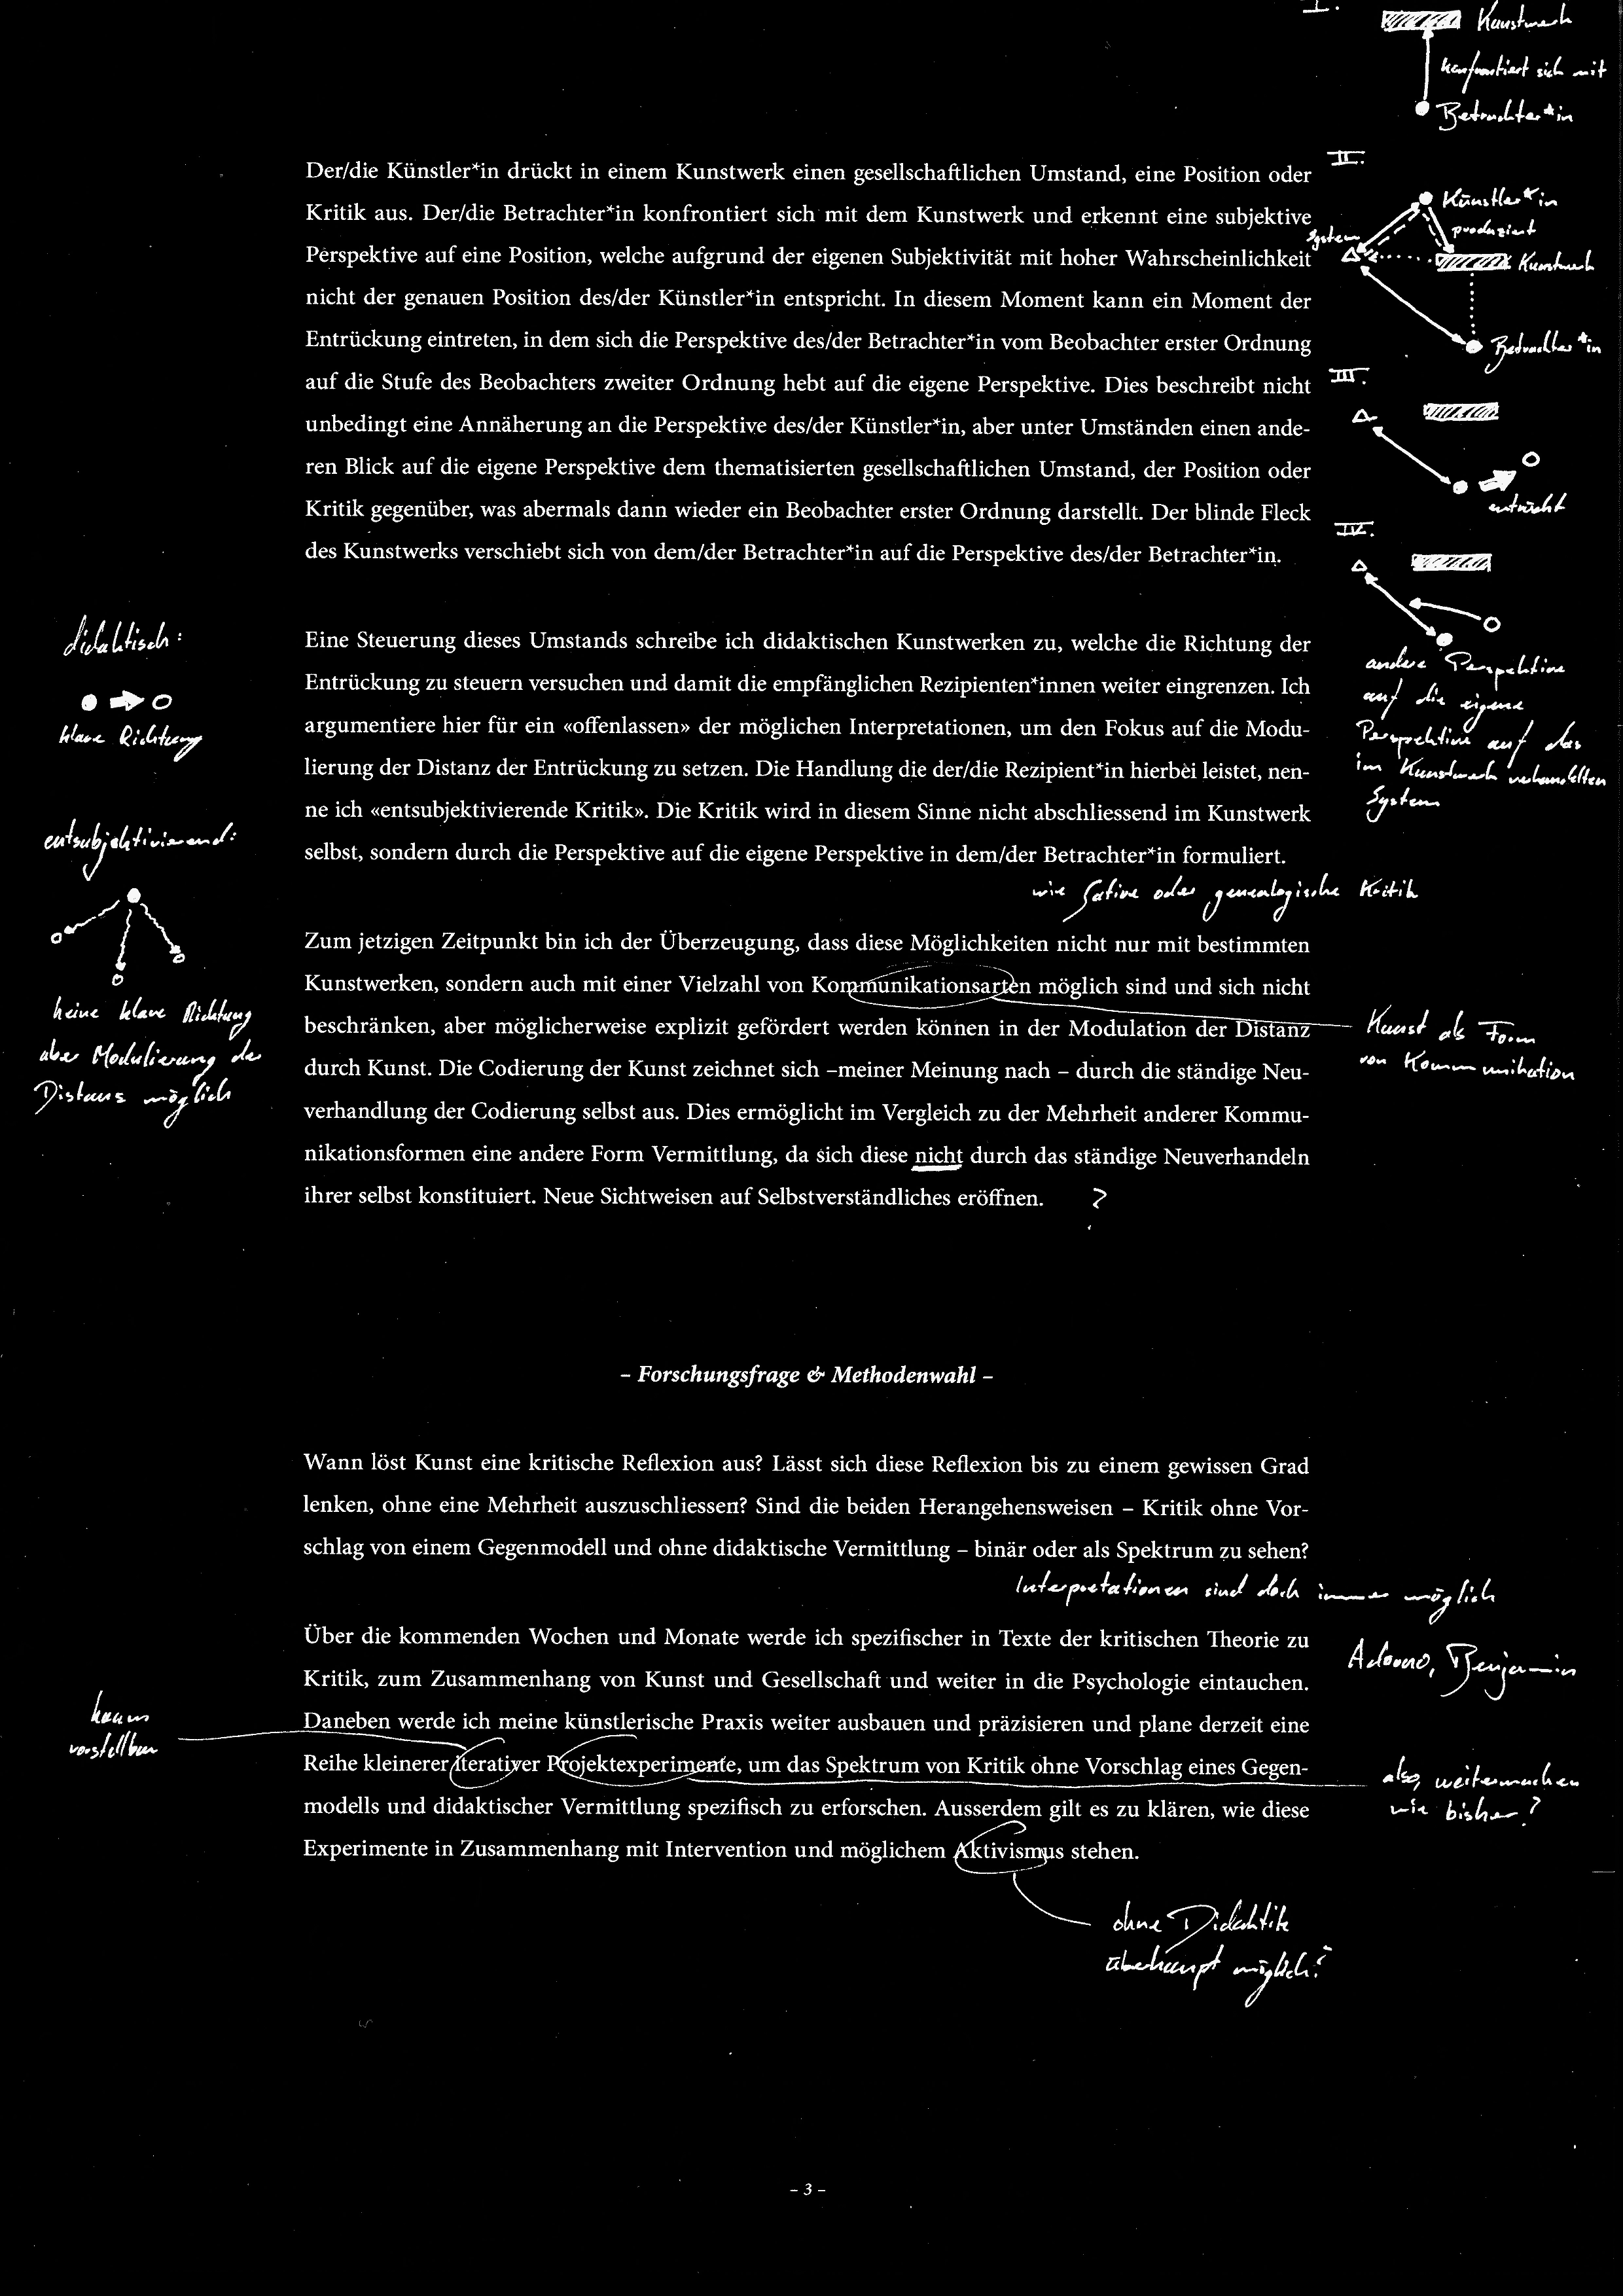 I.
Kunstwerk
konfrontiert sich mit
Betrachter*in
Der/die Künstler*in drückt in einem Kunstwerk einen gesellschaftlichen Umstand, eine Position oder
Kritik aus. Der/die Betrachter*in konfrontiert sich mit dem Kunstwerk und erkennt eine subjektive
Perspektive auf eine Position, welche aufgrund der eigenen Subjektivität mit hoher Wahrscheinlichkeit
nicht der genauen Position des/der Künstler*in entspricht. In diesem Moment kann ein Moment der
Entrückung eintreten, in dem sich die Perspektive des/der Betrachter*in vom Beobachter erster Ordnung
auf die Stufe des Beobachters zweiter Ordnung hebt auf die eigene Perspektive. Dies beschreibt nicht
unbedingt eine Annäherung an die Perspektive des/der Künstler*in, aber unter Umständen einen ande-
ren Blick auf die eigene Perspektive dem thematisierten gesellschaftlichen Umstand, der Position oder
Kritik gegenüber, was abermals dann wieder ein Beobachter erster Ordnung darstellt. Der blinde Fleck
des Kunstwerks verschiebt sich von dem/der Betrachter*in auf die Perspektive des/der Betrachter*in.
II.
Künstler*in
produziert
System
Kunstwerk
Betrachter*in
III.
entrückt
IV.
andere Perspektive
auf die eigene
Perspektive auf das
im Kunstwerk verhandelten
System
didaktisch:
klare Richtung
Eine Steuerung dieses Umstands schreibe ich didaktischen Kunstwerken zu, welche die Richtung der
Entrückung zu steuern versuchen und damit die empfänglichen Rezipienten*innen weiter eingrenzen. Ich
argumentiere hier für ein «offenlassen» der möglichen Interpretationen, um den Fokus auf die Modu-
lierung der Distanz der Entrückung zu setzen. Die Handlung die der/die Rezipient*in hierbei leistet, nen-
ne ich «entsubjektivierende Kritik». Die Kritik wird in diesem Sinne nicht abschliessend im Kunstwerk
selbst, sondern durch die Perspektive auf die eigene Perspektive in dem/der Betrachter*in formuliert.
entsubjektivierend:
keine klare Richtung
aber Modulierung der
Distanz möglich
wie Satire oder genealogische Kritik
Zum jetzigen Zeitpunkt bin ich der Überzeugung, dass diese Möglichkeiten nicht nur mit bestimmten
Kunstwerken, sondern auch mit einer Vielzahl von Kommunikationsarten möglich sind und sich nicht
beschränken, aber möglicherweise explizit gefördert werden können in der Modulation der Distanz
durch Kunst. Die Codierung der Kunst zeichnet sich –meiner Meinung nach – durch die ständige Neu-
verhandlung der Codierung selbst aus. Dies ermöglicht im Vergleich zu der Mehrheit anderer Kommu-
nikationsformen eine andere Form Vermittlung, da sich diese nicht durch das ständige Neuverhandeln
ihrer selbst konstituiert. Neue Sichtweisen auf Selbstverständliches eröffnen. ?
Kunst als Form
von Kommunikation
– Forschungsfrage & Methodenwahl –
Wann löst Kunst eine kritische Reflexion aus? Lässt sich diese Reflexion bis zu einem gewissen Grad
lenken, ohne eine Mehrheit auszuschliessen? Sind die beiden Herangehensweisen – Kritik ohne Vor-
schlag von einem Gegenmodell und ohne didaktische Vermittlung – binär oder als Spektrum zu sehen?
Interpretationen sind doch immer möglich
Über die kommenden Wochen und Monate werde ich spezifischer in Texte der kritischen Theorie zu
Kritik, zum Zusammenhang von Kunst und Gesellschaft und weiter in die Psychologie eintauchen.
Daneben werde ich meine künstlerische Praxis weiter ausbauen und präzisieren und plane derzeit eine
Reihe kleinerer iterativer Projektexperimente, um das Spektrum von Kritik ohne Vorschlag eines Gegen-
modells und didaktischer Vermittlung spezifisch zu erforschen. Ausserdem gilt es zu klären, wie diese
Experimente in Zusammenhang mit Intervention und möglichem Aktivismus stehen.
Adorno, Benjamin
kaum
vorstellbar
also, weitermachen
wie bisher?
ohne Didaktik
überhaupt möglich?
– 3 –